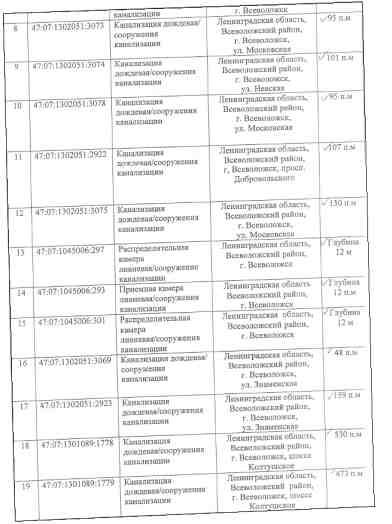 канализации г. Всеволожск
8 47:07:1302051:3073 Канализация дождевая/ Ленинградская область, 95 п.м
сооружения Всеволожский район,
канализации г. Всеволожск,
ул. Московская
9 47:07:1302051:3074 Канализация Ленинградская область, 101 п.м
дождевая/сооружения Всеволожский район,
канализации г. Всеволожск,
ул. Невская
10 47:07:1302051:3078 Канализация Ленинградская область, 95 п.м
дождевая/сооружения Всеволожский район,
канализации г. Всеволожск,
ул. Московская
11 47:07:1302051:2922 Канализация Ленинградская область, 107 п.м
дождевая/сооружения Всеволожский район,
канализации г. Всеволожск, просп.
Добровольского
12 47:07:1302051:3075 Канализация Ленинградская область, 130 п.м
дождевая/сооружения Всеволожский район,
канализации г. Всеволожск,
ул. Московская
13 47:07:1045006:297 Распределительная Ленинградская область, Глубина
камера Всеволожский район, 12 м
ливневая/сооружение г. Всеволожск
канализации
14 47:07:1045006:293 Приемная камера Ленинградская область Глубина
ливневая/сооружения Всеволожский район, 12 п.м
канализации г. Всеволожск
15 47:07:1045006:301 Распределительная Ленинградская область, Глубина
камера Всеволожский район, 12 м
ливневая/сооружения г. Всеволожск
канализации
16 47:07:1302051:3069 Канализация дождевая/ Ленинградская область, 48 п.м
сооружения Всеволожский район,
канализации г. Всеволожск,
ул. Знаменская
17 47:07:1302051:2923 Канализация Ленинградская область, 159 п.м
дождевая/сооружения Всеволожский район,
канализации г. Всеволожск,
ул. Знаменская
18 47:07:1301089:1778 Канализация Ленинградская область, 530 п.м
дождевая/сооружения Всеволожский район,
канализации г. Всеволожск, шоссе
Колтушское
19 47:07:1301089:1779 Канализация Ленинградская область, 473 п.м
дождевая/сооружения Всеволожский район,
канализации г. Всеволожск, шоссе
Колтушское